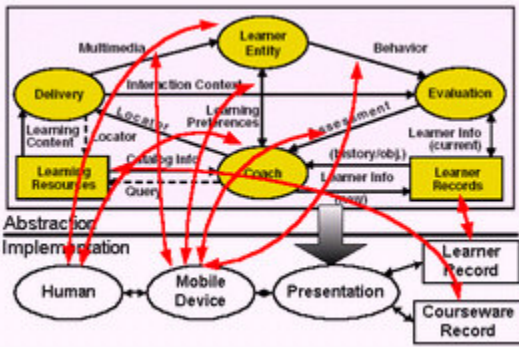 Learner
Entity
Multimedia
Behavior
Delivery
Interaction Context
Evaluation
Learning
Preferences
Locator
Assessment
Learning
Content
Locator
Learner Info
(current)
Catalog Info
(history/obj.)
Learning
Resources
Coach
Learner Info
Learner
Records
Query
(new)
Abstraction
Implementation
Learner
Record
Human
Mobile
Device
Presentation
Courseware
Record